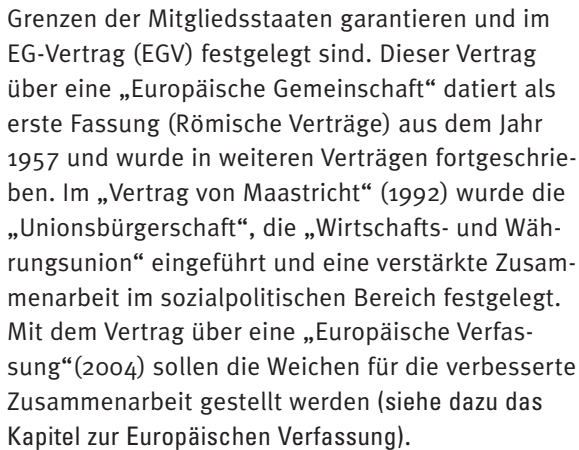 Grenzen der Mitgliedsstaaten garantieren und im
EG-Vertrag (EGV) festgelegt sind. Dieser Vertrag
über eine „Europäische Gemeinschaft“ datiert als
erste Fassung (Römische Verträge) aus dem Jahr
1957 und wurde in weiteren Verträgen fortgeschrie-
ben. Im „Vertrag von Maastricht“ (1992) wurde die
„Unionsbürgerschaft“, die „Wirtschafts- und Wäh-
rungsunion“ eingeführt und eine verstärkte Zusam-
menarbeit im sozialpolitischen Bereich festgelegt.
Mit dem Vertrag über eine „Europäische Verfas-
sung“(2004) sollen die Weichen für die verbesserte
Zusammenarbeit gestellt werden (siehe dazu das
Kapitel zur Europäischen Verfassung).